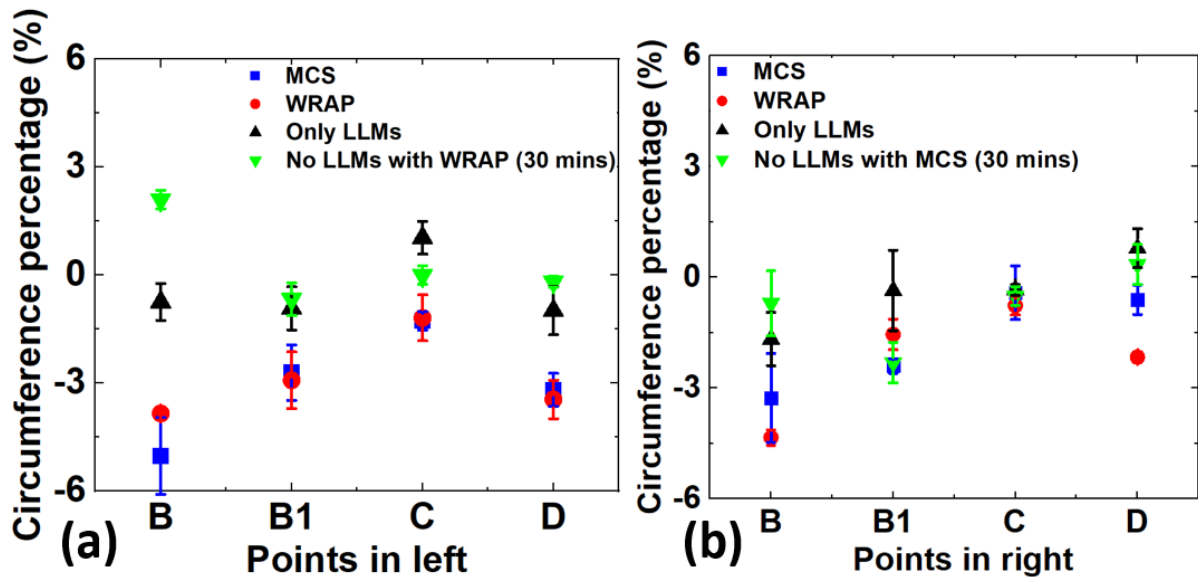 Circumference percentage (%)
6
3
0
-3
-6
MCS
WRAP
Only LLMs
No LLMs with WRAP (30 mins)
B B1 C D
(a)
Points in left
Circumference percentage (%)
6
3
0
-3
-6
MCS
WRAP
Only LLMs
No LLMs with MCS (30 mins)
B B1 C D
(b)
Points in right